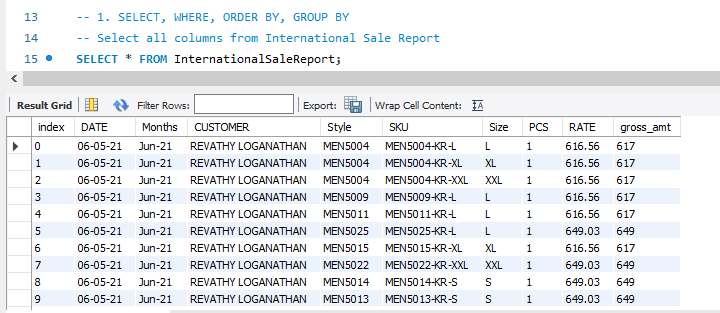 13 -- 1. SELECT, WHERE, ORDER BY, GROUP BY
14 -- Select all columns from International Sale Report
15 SELECT * FROM InternationalSaleReport;
Result Grid Filter Rows: Export: Wrap Cell Content:
index DATE Months CUSTOMER Style SKU Size PCS RATE gross_amt
0 06-05-21 Jun-21 REVATHY LOGANATHAN MEN5004 MEN5004-KR-L L 1 616.56 617
1 06-05-21 Jun-21 REVATHY LOGANATHAN MEN5004 MEN5004-KR-XL XL 1 616.56 617
2 06-05-21 Jun-21 REVATHY LOGANATHAN MEN5004 MEN5004-KR-XXL XXL 1 616.56 617
3 06-05-21 Jun-21 REVATHY LOGANATHAN MEN5009 MEN5009-KR-L L 1 616.56 617
4 06-05-21 Jun-21 REVATHY LOGANATHAN MEN5011 MEN5011-KR-L L 1 616.56 617
5 06-05-21 Jun-21 REVATHY LOGANATHAN MEN5025 MEN5025-KR-L L 1 649.03 649
6 06-05-21 Jun-21 REVATHY LOGANATHAN MEN5015 MEN5015-KR-XL XL 1 616.56 617
7 06-05-21 Jun-21 REVATHY LOGANATHAN MEN5022 MEN5022-KR-XXL XXL 1 649.03 649
8 06-05-21 Jun-21 REVATHY LOGANATHAN MEN5014 MEN5014-KR-S S 1 649.03 649
9 06-05-21 Jun-21 REVATHY LOGANATHAN MEN5013 MEN5013-KR-S S 1 649.03 649